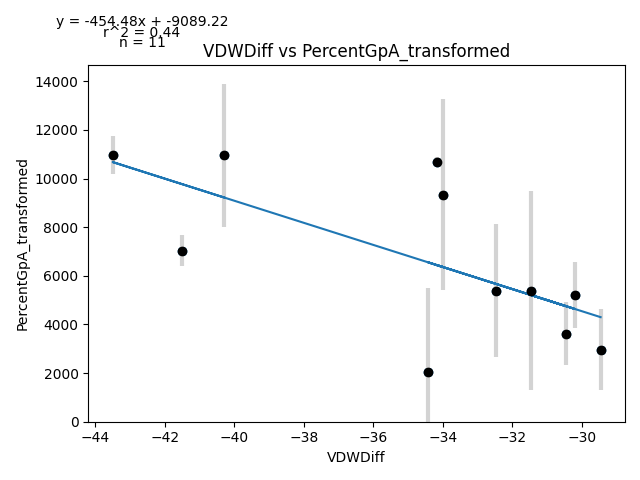 y = -454.48x + -9089.22
r^2 = 0.44
n = 11
VDWDiff vs PercentGpA_transformed
PercentGpA_transformed
14000
12000
10000
8000
6000
4000
2000
0
−44
−42
−40
−38
−36
−34
−32
−30
VDWDiff